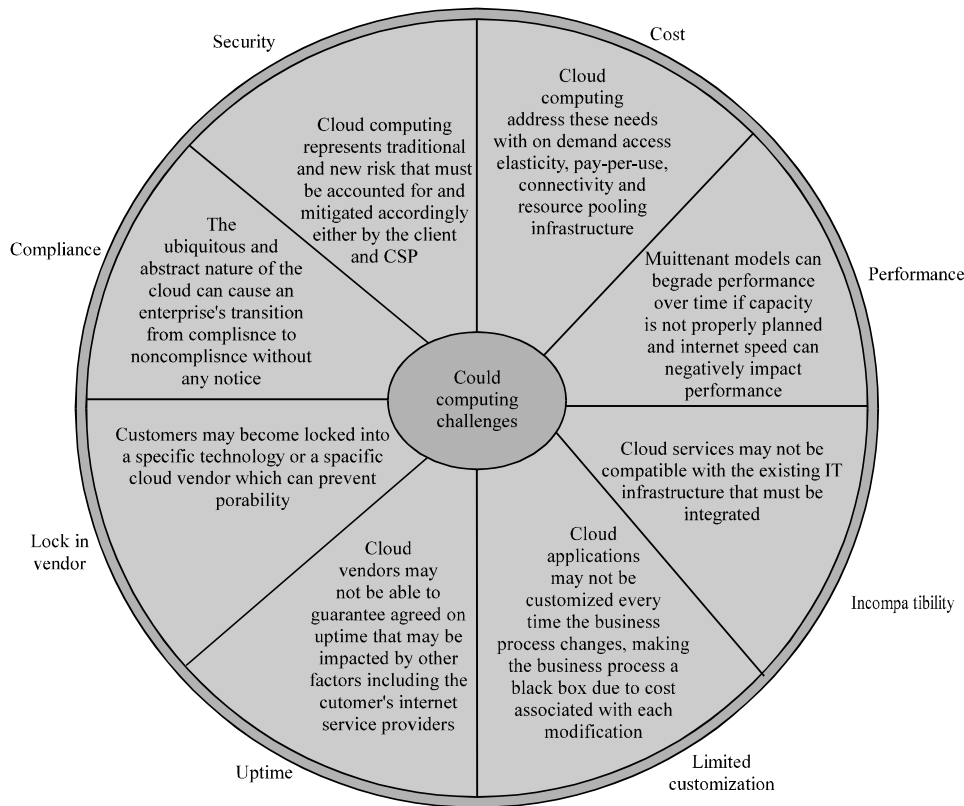 Security
Cloud computing
represents traditional
and new risk that must
be accounted for and
mitigated accordingly
either by the client
and CSP
Cost
Cloud
computing
address these needs
with on demand access
elasticity, pay-per-use,
connectivity and
resource pooling
infrastructure
Performance
Muittenant models can
begrade performance
over time if capacity
is not properly planned
and internet speed can
negatively impact
performance
Incompa tibility
Cloud services may not be
compatible with the existing IT
infrastructure that must be
integrated
Limited
customization
Cloud
applications
may not be
customized every
time the business
process changes, making
the business process a
black box due to cost
associated with each
modification
Uptime
Cloud
vendors may
not be able to
guarantee agreed on
uptime that may be
impacted by other
factors including the
cutomer's internet
service providers
Lock in
vendor
Customers may become locked into
a specific technology or a spacific
cloud vendor which can prevent
porability
Compliance
The
ubiquitous and
abstract nature of the
cloud can cause an
enterprise's transition
from complisnce to
noncomplisnce without
any notice
Could
computing
challenges